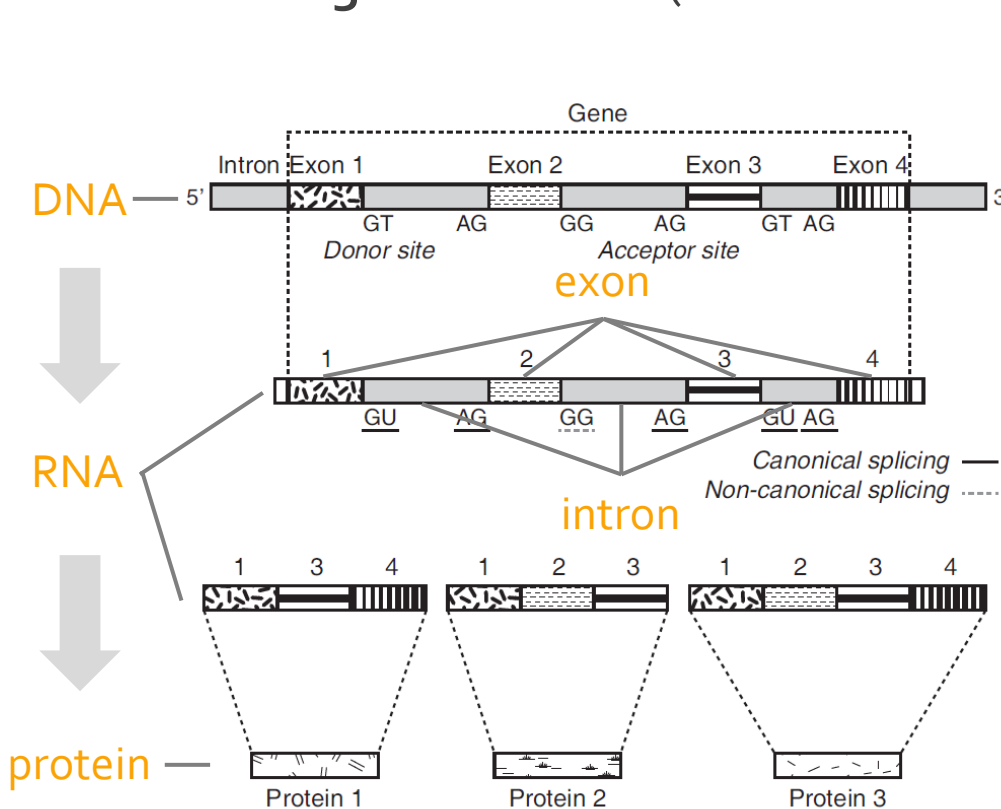 Gene
Intron Exon 1 Exon 2 Exon 3 Exon 4
DNA 5’ 3
GT AG GG AG GT AG
Donor site Acceptor site
exon
1 2 3 4
GU AG GG AG GU AG
RNA
Canonical splicing
Non-canonical splicing
intron
1 3 4 1 2 3 1 2 3 4
protein
Protein 1 Protein 2 Protein 3